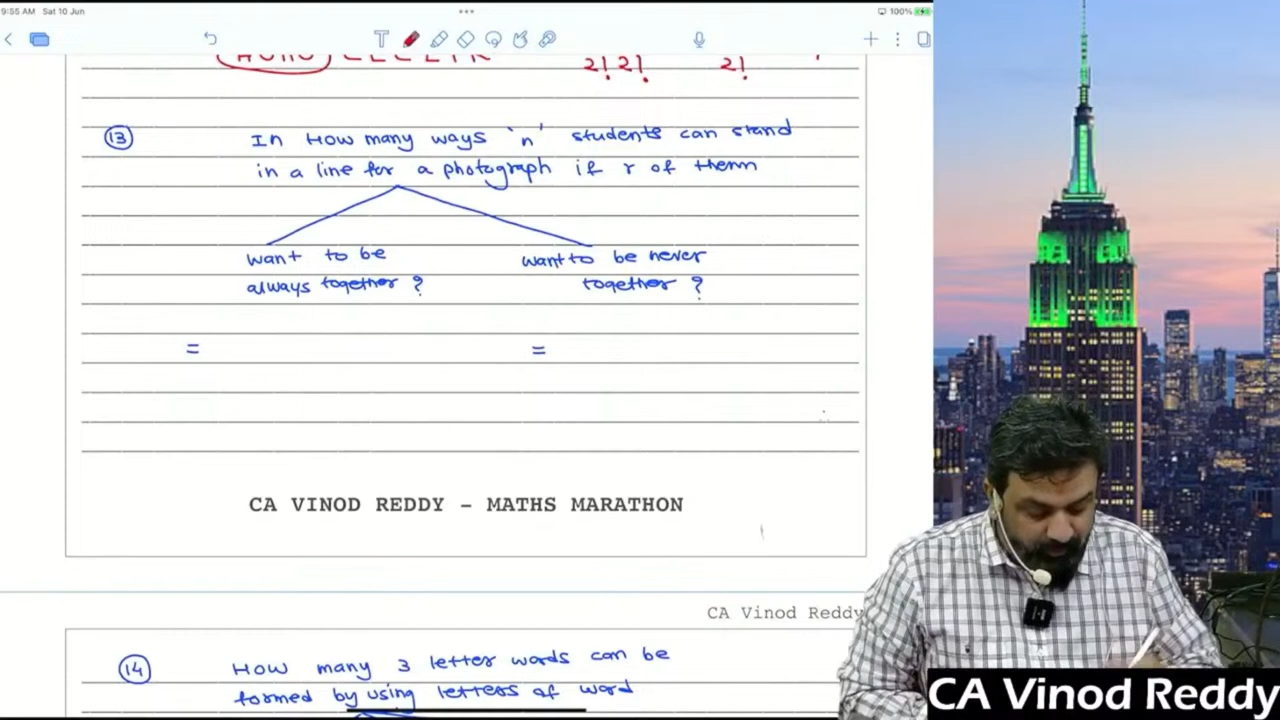 9:55 AM Sat 10 Jun
100%
2! 2! 2!
13 In How many ways 'n' students can stand
in a line for a photograph if r of themn
want to be
always together ?
want to be never
together ?
= =
CA VINOD REDDY - MATHS MARATHON
CA Vinod Reddy
14 How many 3 letter words can be
formed by using letters of word
CA Vinod Reddy